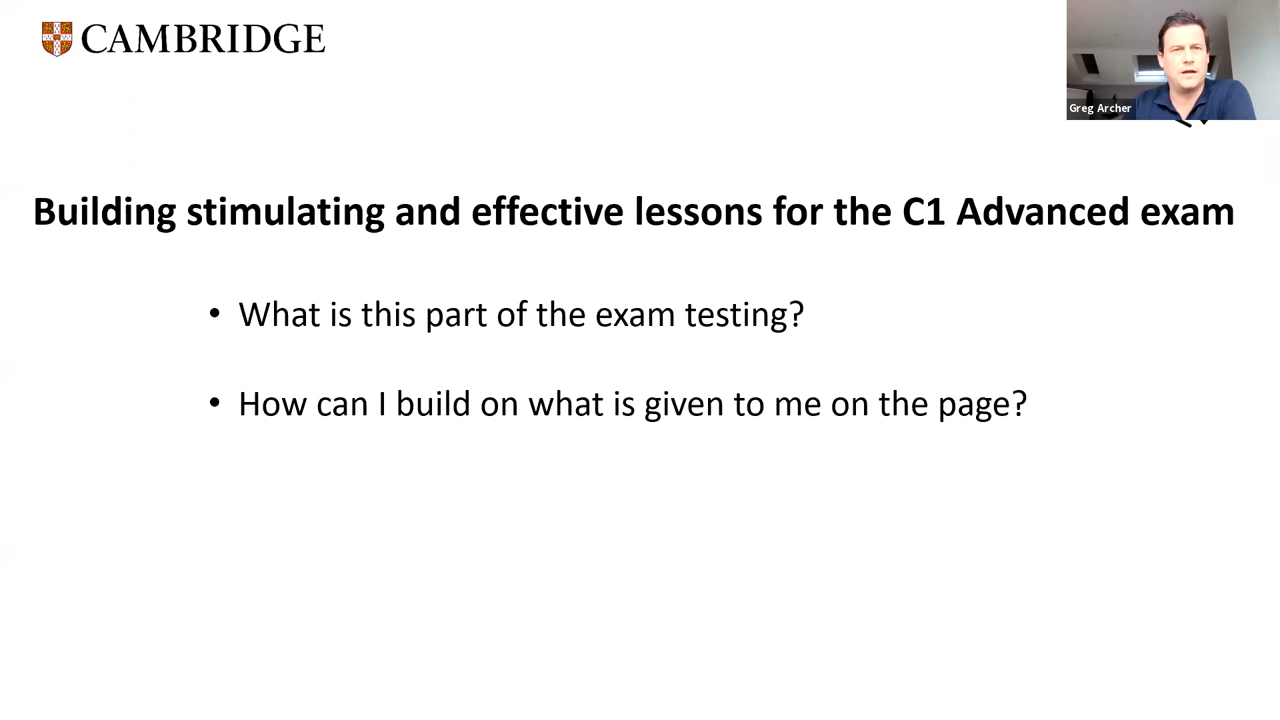 CAMBRIDGE
Greg Archer
Building stimulating and effective lessons for the C1 Advanced exam
• What is this part of the exam testing?
• How can I build on what is given to me on the page?